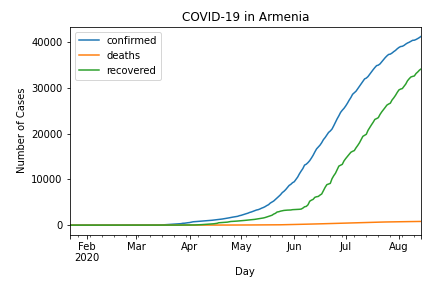 COVID-19 in Armenia
confirmed
deaths
recovered
Number of Cases
40000
30000
20000
10000
0
Feb Mar Apr May Jun Jul Aug
2020
Day